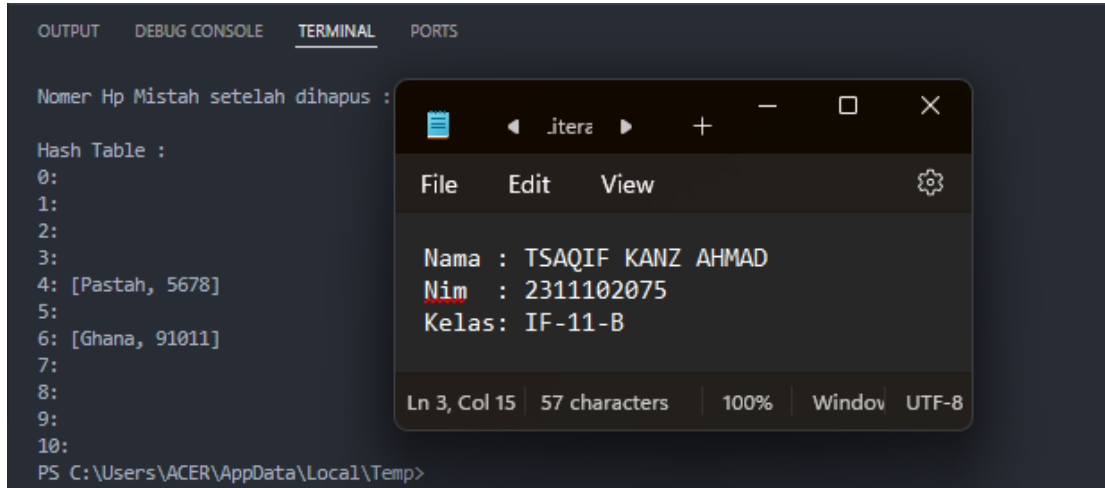 OUTPUT DEBUG CONSOLE TERMINAL PORTS
Nomer Hp Mistah setelah dihapus :
Hash Table :
0:
1:
2:
3:
4: [Pastah, 5678]
5:
6: [Ghana, 91011]
7:
8:
9:
10:
PS C:\Users\ACER\AppData\Local\Temp>
File Edit View
Nama : TSAQIF KANZ AHMAD
Nim : 2311102075
Kelas: IF-11-B
Ln 3, Col 15 57 characters 100% Window UTF-8